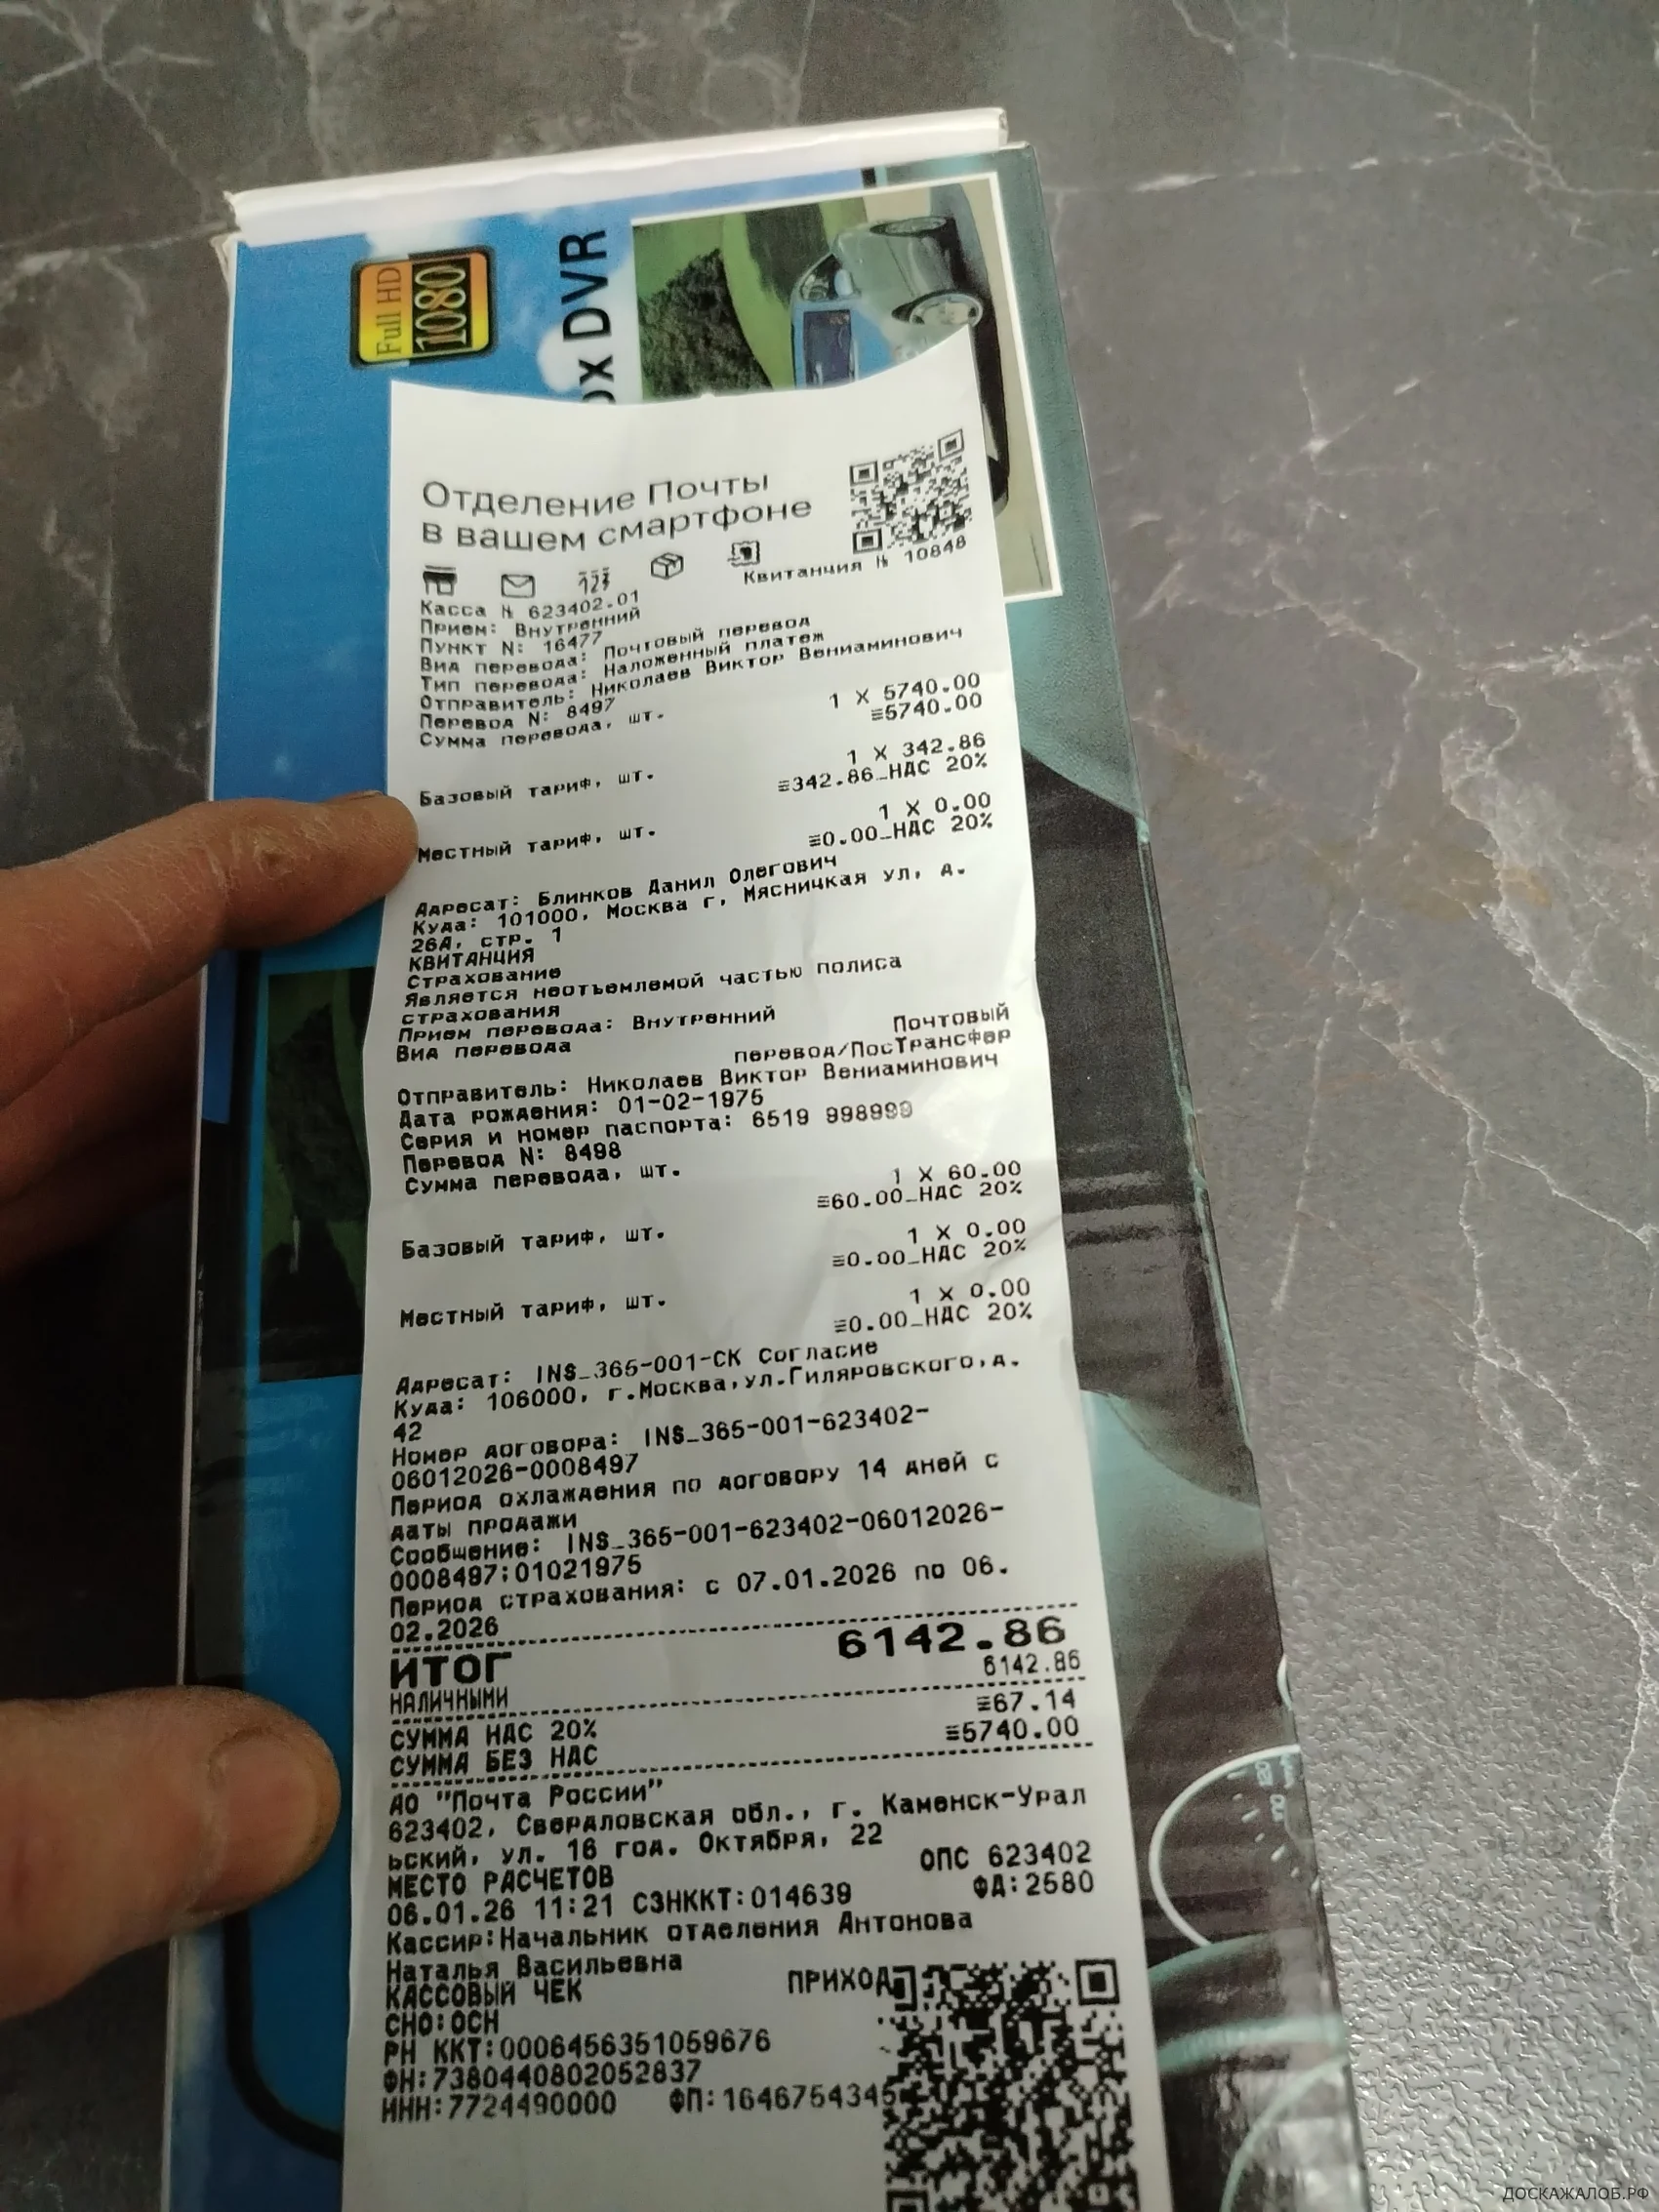 Full HD
1080
DVR
Отделение Почты
в вашем смартфоне
Квитанция № 10848
Касса № 623402.01
Прием: Внутренний
Пункт N: 16477
Вид перевода: Почтовый перевод
Тип перевода: Наложенный платеж
Отправитель: Николаев Виктор Вениаминович
Перевод N: 8497
Сумма перевода, шт.
1 X 5740.00
≡5740.00
1 X 342.86
Базовый тариф, шт.
≡342.86_НДС 20%
1 X 0.00
Местный тариф, шт.
≡0.00_НДС 20%
Адресат: Блинков Данил Олегович
Куда: 101000, Москва г, Мясницкая ул, д.
26А, стр. 1
КВИТАНЦИЯ
Страхование
Является неотъемлемой частью полиса
страхования
Прием перевода: Внутренний
Вид перевода Почтовый
перевод/ПосТрансфер
Отправитель: Николаев Виктор Вениаминович
Дата рождения: 01-02-1975
Серия и номер паспорта: 6519 998999
Перевод N: 8498
Сумма перевода, шт.
1 X 60.00
≡60.00_НДС 20%
1 X 0.00
Базовый тариф, шт.
≡0.00_НДС 20%
1 X 0.00
Местный тариф, шт.
≡0.00_НДС 20%
Адресат: INS_365-001-СК Согласие
Куда: 106000, г.Москва,ул.Гиляровского,д.
42
Номер договора: INS_365-001-623402-
06012026-0008497
Период охлаждения по договору 14 дней с
даты продажи
Сообщение: INS_365-001-623402-06012026-
0008497;01021975
Период страхования: с 07.01.2026 по 06.
02.2026
ИТОГ 6142.86
НАЛИЧНЫМИ 6142.86
СУММА НДС 20% ≡67.14
СУММА БЕЗ НДС ≡5740.00
АО "Почта России"
623402, Свердловская обл., г. Каменск-Урал
ьский, ул. 16 год. Октября, 22
МЕСТО РАСЧЕТОВ ОПС 623402
06.01.26 11:21 СЗНККТ:014639 ФД:2580
Кассир:Начальник отделения Антонова
Наталья Васильевна
КАССОВЫЙ ЧЕК ПРИХОД
СНО:ОСН
РН ККТ:0006456351059676
ФН:7380440802052837
ИНН:7724490000 ФП:1646754345
ДОСКАЖАЛОБ.РФ